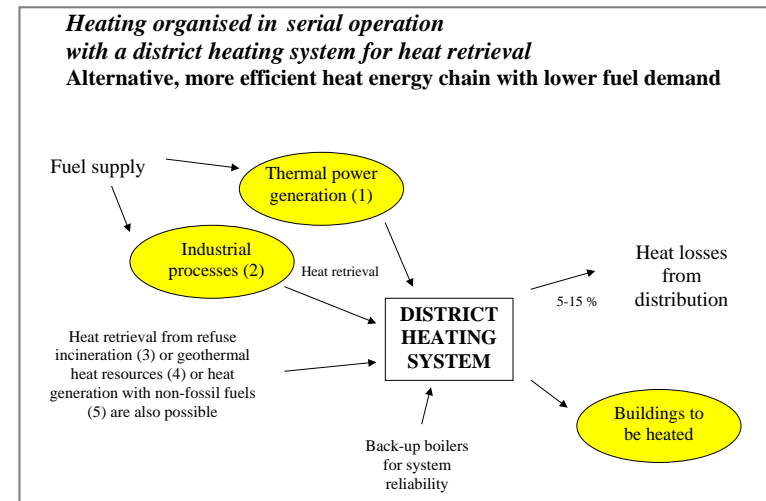 Heating organised in serial operation
with a district heating system for heat retrieval
Alternative, more efficient heat energy chain with lower fuel demand
Fuel supply
Thermal power
generation (1)
Industrial
processes (2)
Heat retrieval
Heat losses
from
distribution
5-15 %
DISTRICT
HEATING
SYSTEM
Heat retrieval from refuse
incineration (3) or geothermal
heat resources (4) or heat
generation with non-fossil fuels
(5) are also possible
Buildings to
be heated
Back-up boilers
for system
reliability